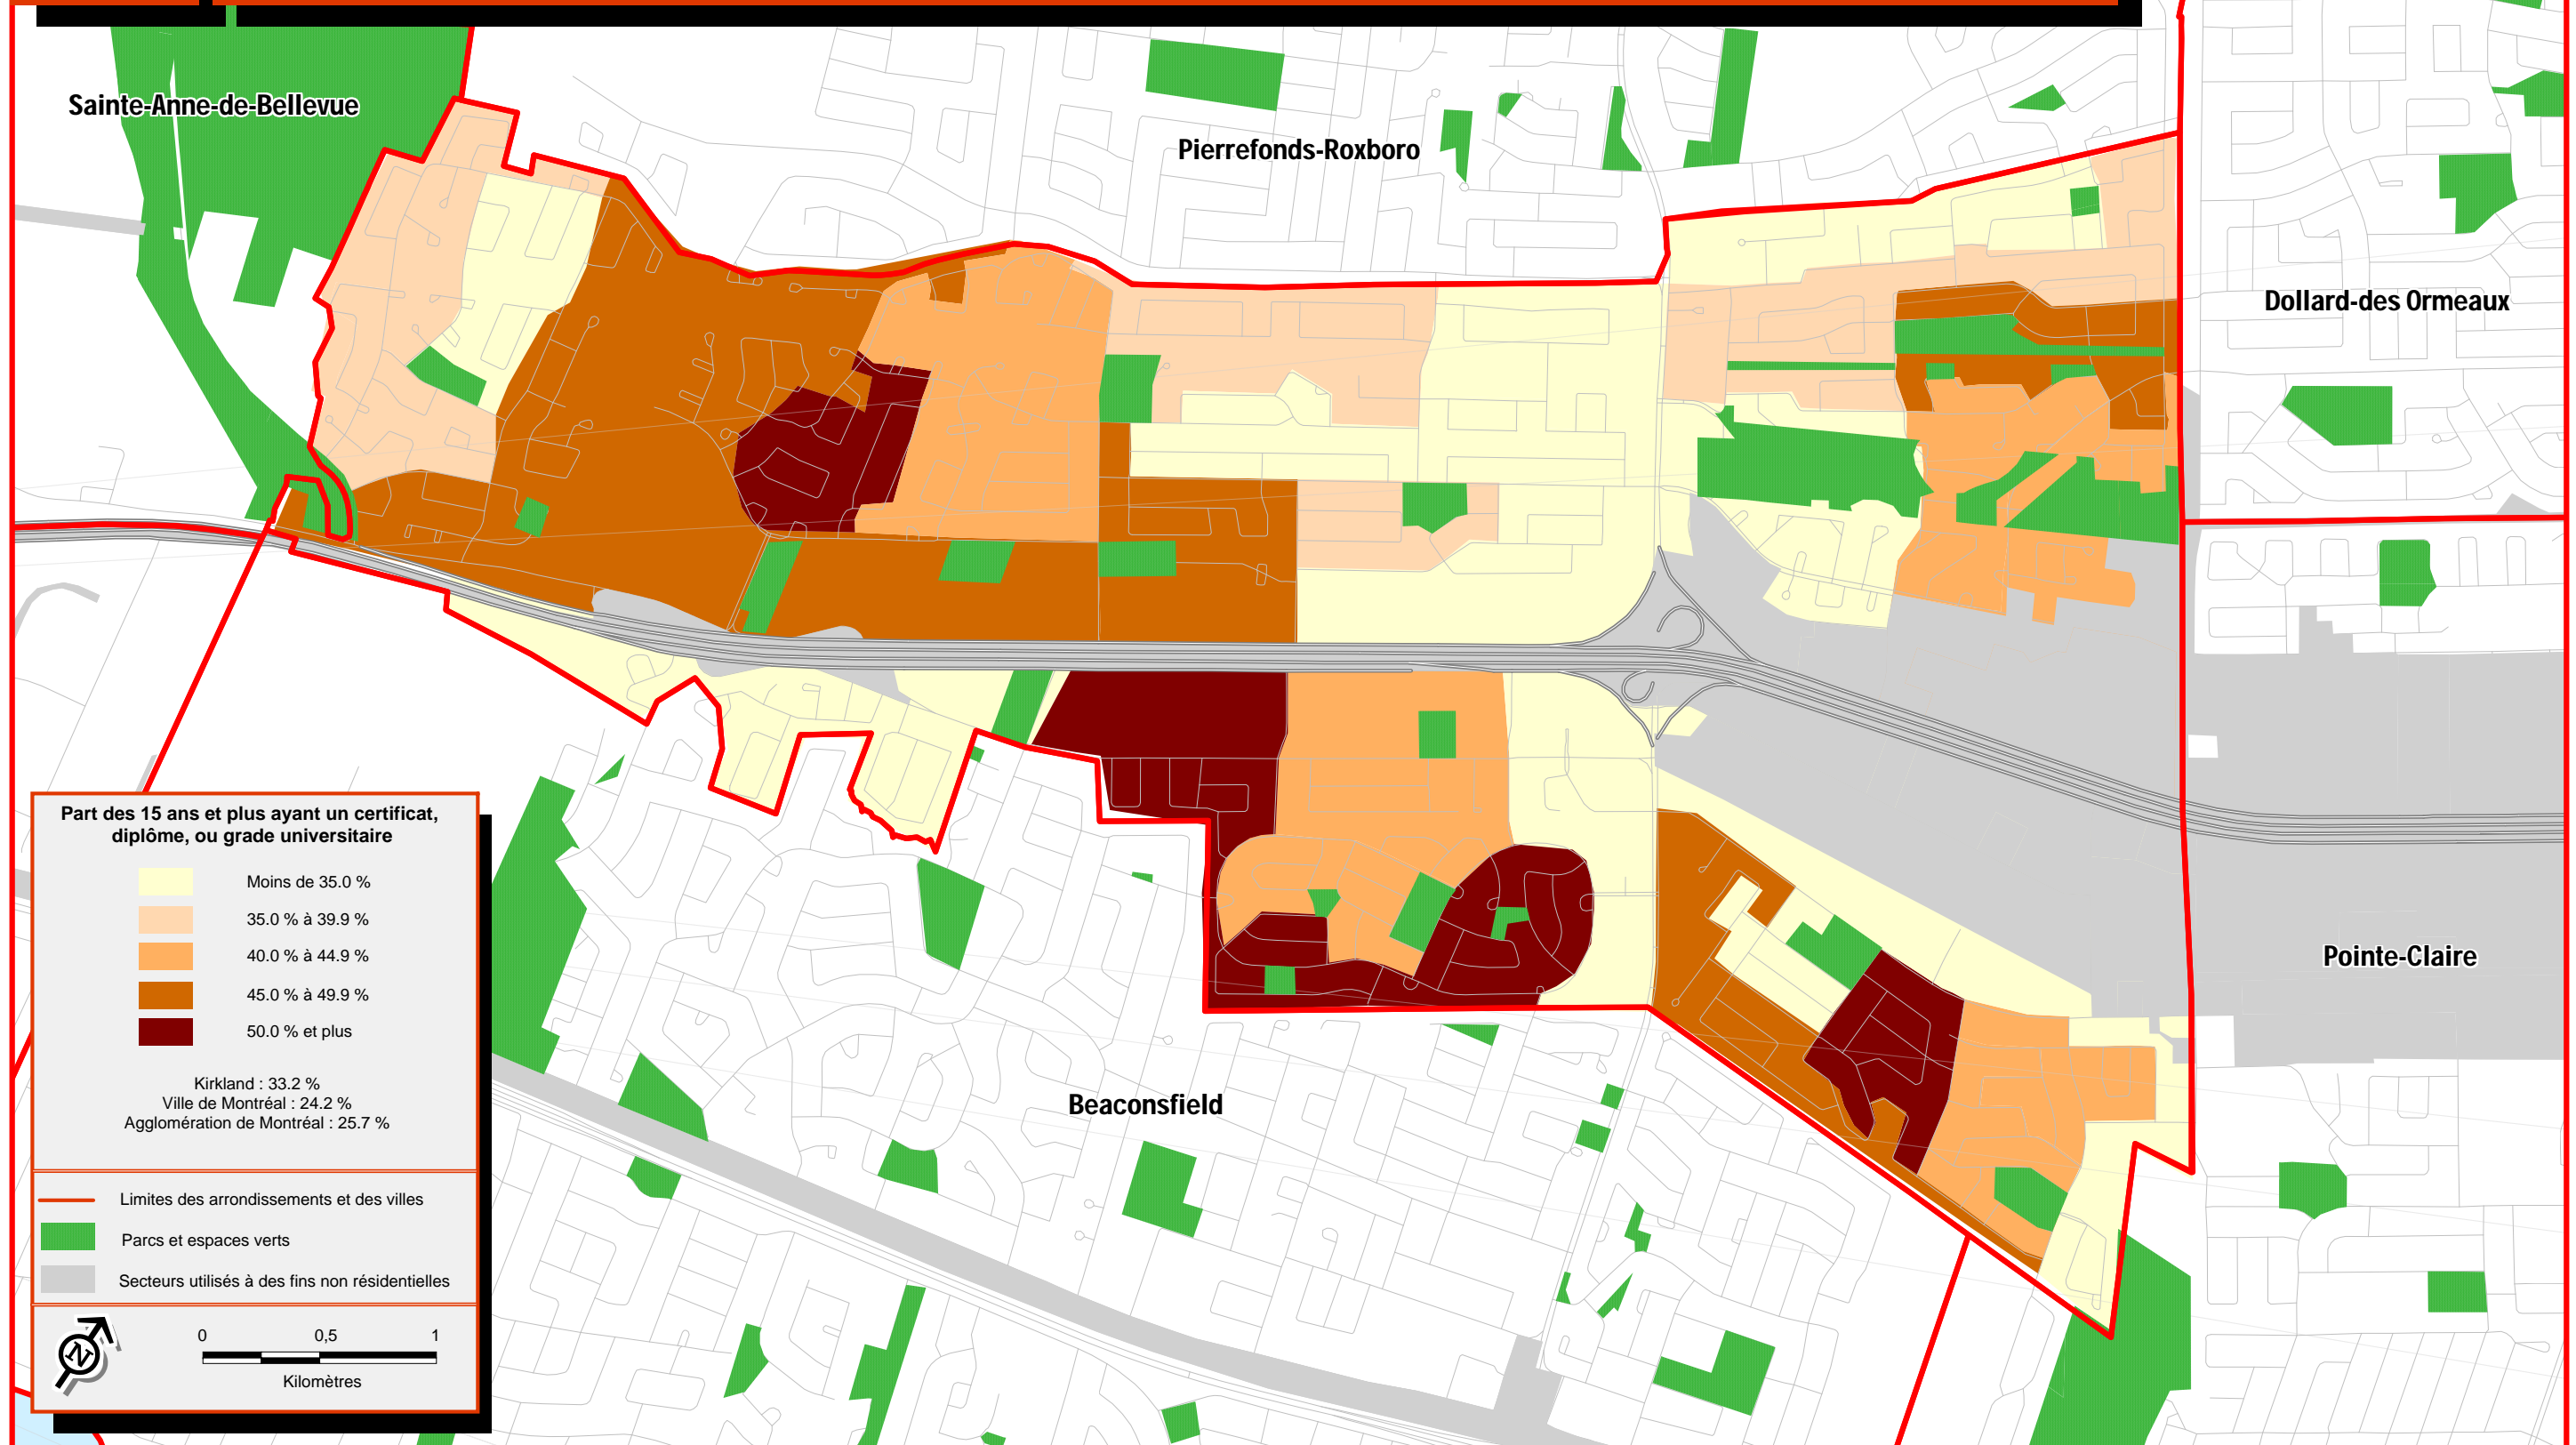 Sainte-Anne-de-Bellevue
Pierrefonds-Roxboro
Dollard-des Ormeaux
Pointe-Claire
Beaconsfield
Part des 15 ans et plus ayant un certificat,
diplôme, ou grade universitaire
Moins de 35.0 %
35.0 % à 39.9 %
40.0 % à 44.9 %
45.0 % à 49.9 %
50.0 % et plus
Kirkland : 33.2 %
Ville de Montréal : 24.2 %
Agglomération de Montréal : 25.7 %
Limites des arrondissements et des villes
Parcs et espaces verts
Secteurs utilisés à des fins non résidentielles
N
0 0,5 1
Kilomètres